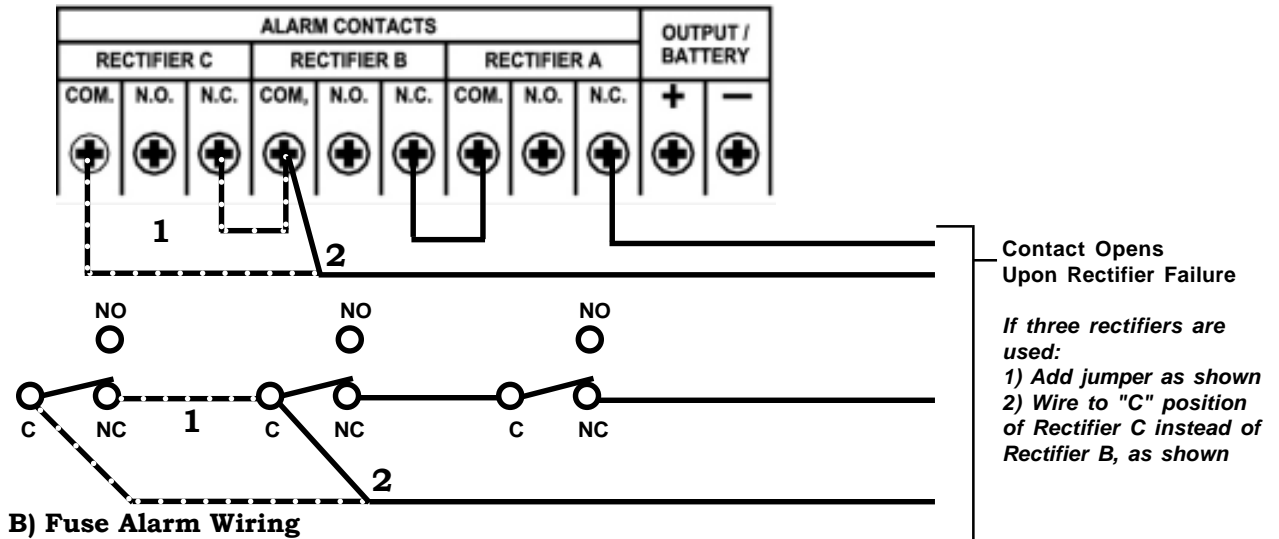 ALARM CONTACTS
OUTPUT /
BATTERY
RECTIFIER C RECTIFIER B RECTIFIER A
COM. N.O. N.C. COM, N.O. N.C. COM. N.O. N.C. + −
1
2
Contact Opens
Upon Rectifier Failure
If three rectifiers are
used:
1) Add jumper as shown
2) Wire to "C" position
of Rectifier C instead of
Rectifier B, as shown
NO NO NO
1
C NC C NC C NC
2
B) Fuse Alarm Wiring